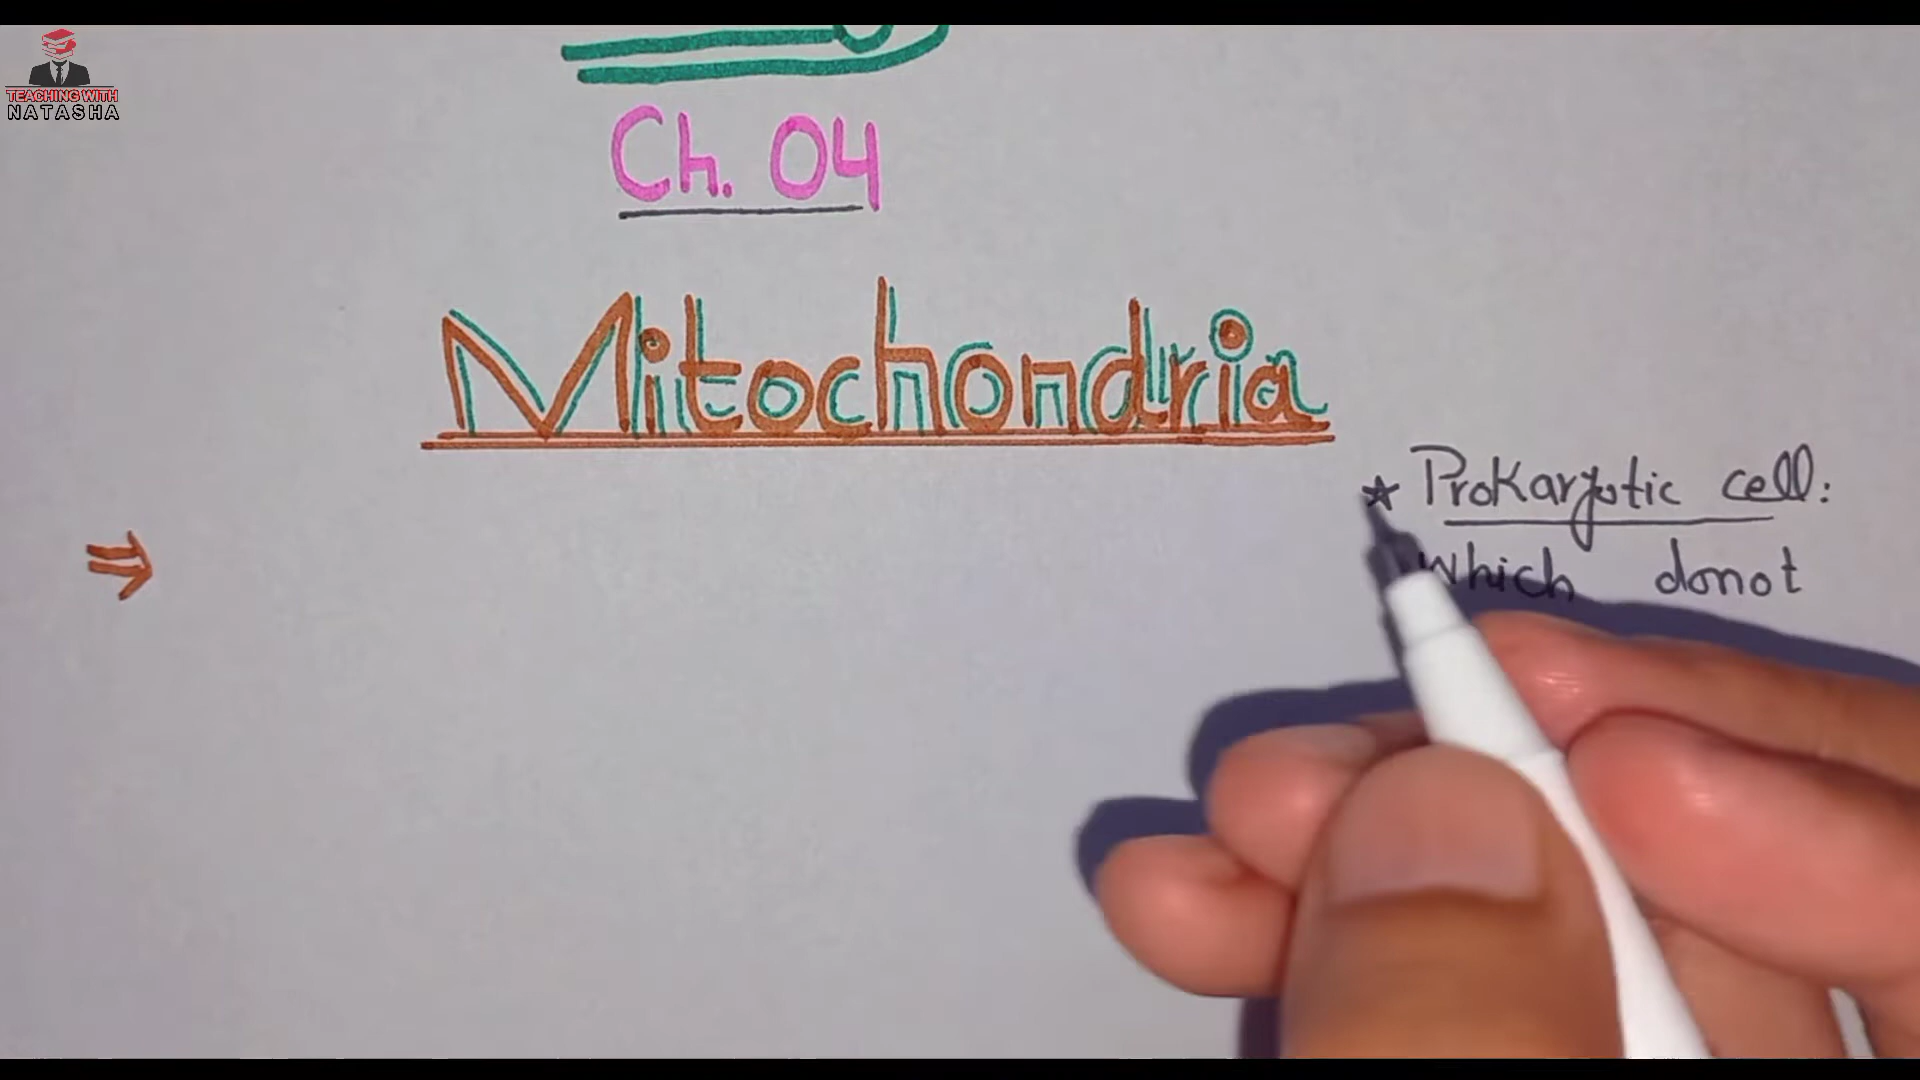 TEACHING WITH
NATASHA
Ch. 04
Mitochondria
★ Prokaryotic cell:
which donot